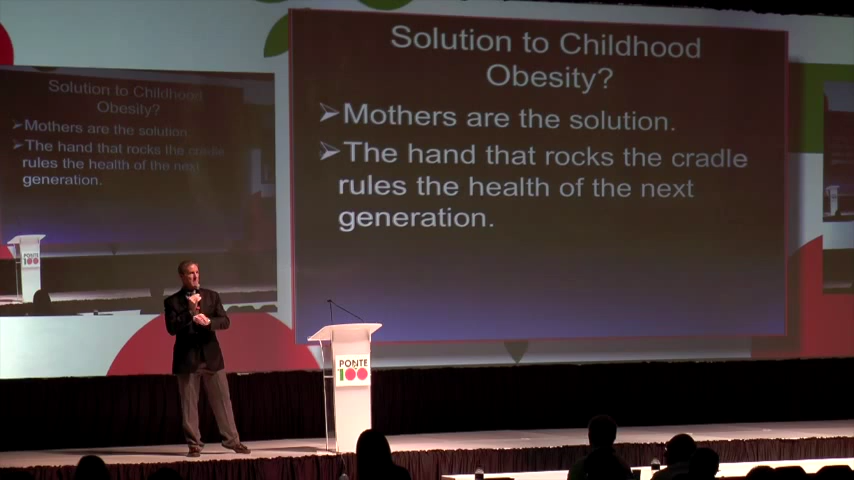 Solution to Childhood
Obesity?
➢Mothers are the solution.
➢The hand that rocks the cradle
rules the health of the next
generation.
Solution to Childhood
Obesity?
➢Mothers are the solution.
➢The hand that rocks the cradle
rules the health of the next
generation.
PONTE
100
PONTE
100